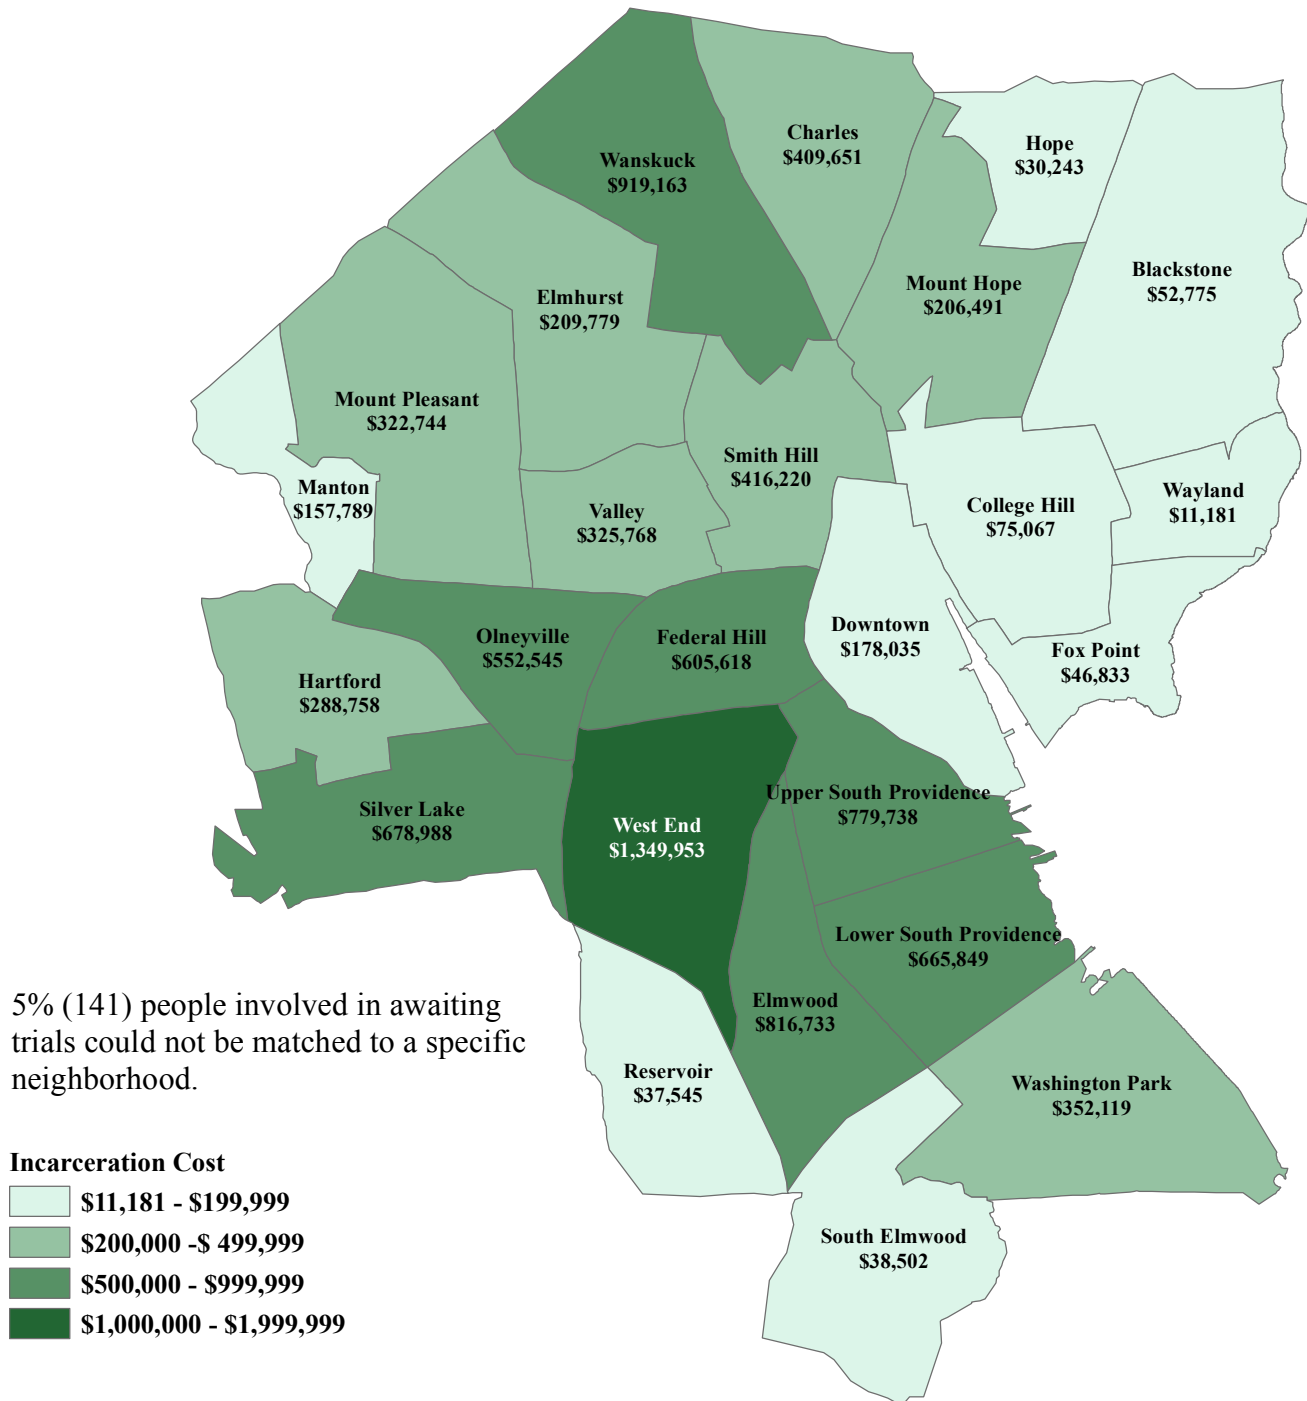 Charles
$409,651
Hope
$30,243
Wanskuck
$919,163
Blackstone
$52,775
Mount Hope
$206,491
Elmhurst
$209,779
Mount Pleasant
$322,744
Smith Hill
$416,220
Manton
$157,789
Valley
$325,768
College Hill
$75,067
Wayland
$11,181
Olneyville
$552,545
Federal Hill
$605,618
Downtown
$178,035
Fox Point
$46,833
Hartford
$288,758
Silver Lake
$678,988
West End
$1,349,953
Upper South Providence
$779,738
Lower South Providence
$665,849
Elmwood
$816,733
Reservoir
$37,545
Washington Park
$352,119
South Elmwood
$38,502
5% (141) people involved in awaiting
trials could not be matched to a specific
neighborhood.
Incarceration Cost
$11,181 - $199,999
$200,000 -$ 499,999
$500,000 - $999,999
$1,000,000 - $1,999,999